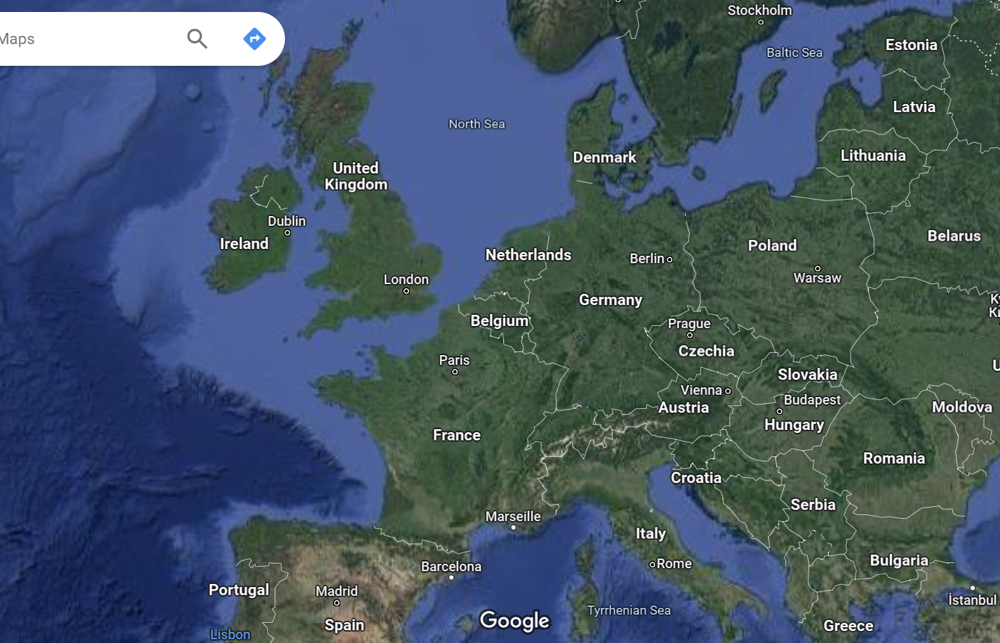 Maps
Stockholm
Baltic Sea
Estonia
Latvia
North Sea
Lithuania
Denmark
United
Kingdom
Dublin
Ireland
Belarus
Poland
Netherlands
Berlin
Warsaw
London
Germany
Belgium
Prague
Czechia
Paris
Slovakia
Vienna
Budapest
Austria
Moldova
Hungary
France
Romania
Croatia
Serbia
Marseille
Italy
Bulgaria
Rome
Barcelona
Portugal
Madrid
İstanbul
Tyrrhenian Sea
Google
Spain
Greece
Lisbon